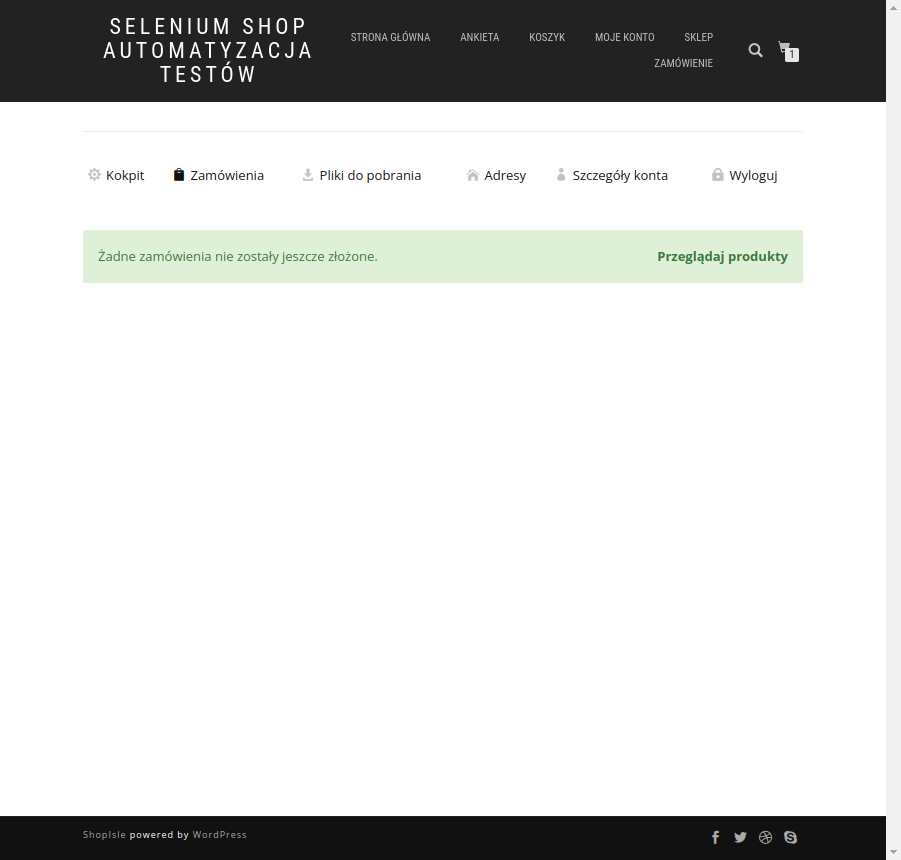 SELENIUM SHOP
AUTOMATYZACJA
TESTÓW
STRONA GŁÓWNA ANKIETA KOSZYK MOJE KONTO SKLEP
ZAMÓWIENIE
1
Kokpit Zamówienia Pliki do pobrania Adresy Szczegóły konta Wyloguj
Żadne zamówienia nie zostały jeszcze złożone. Przeglądaj produkty
ShopIsle powered by WordPress